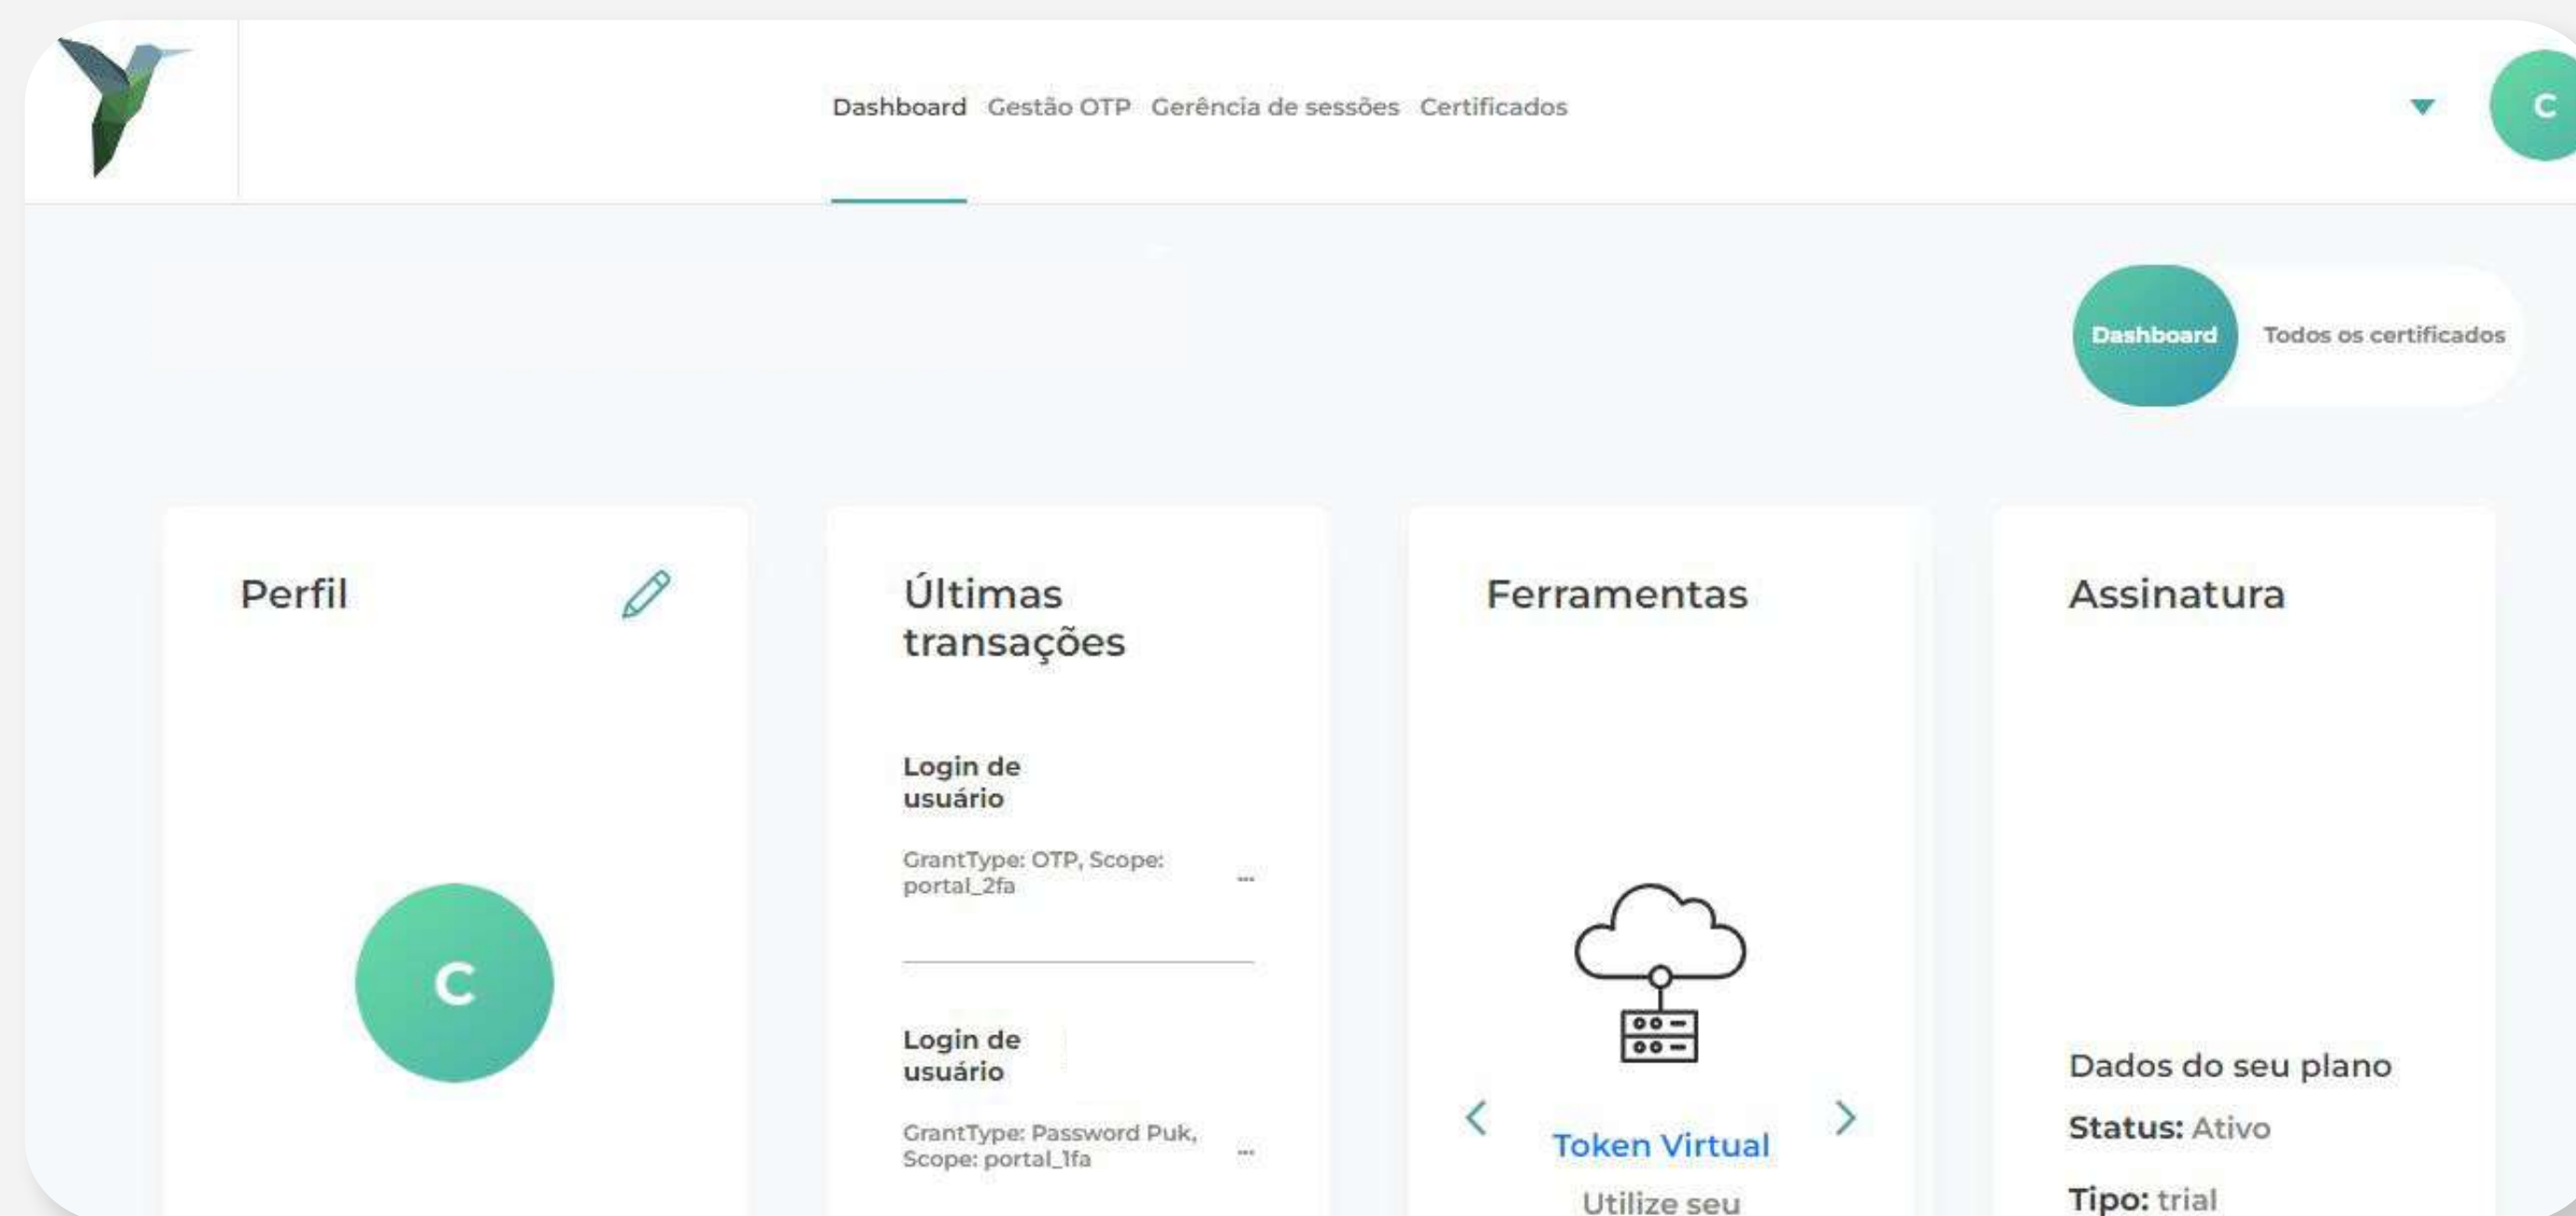 Dashboard Gestão OTP Gerência de sessões Certificados
C
Dashboard Todos os certificados
Perfil
C
Últimas
transações
Login de
usuário
GrantType: OTP, Scope:
portal_2fa
...
Login de
usuário
GrantType: Password Puk,
Scope: portal_1fa
...
Ferramentas
Token Virtual
Utilize seu
Assinatura
Dados do seu plano
Status: Ativo
Tipo: trial